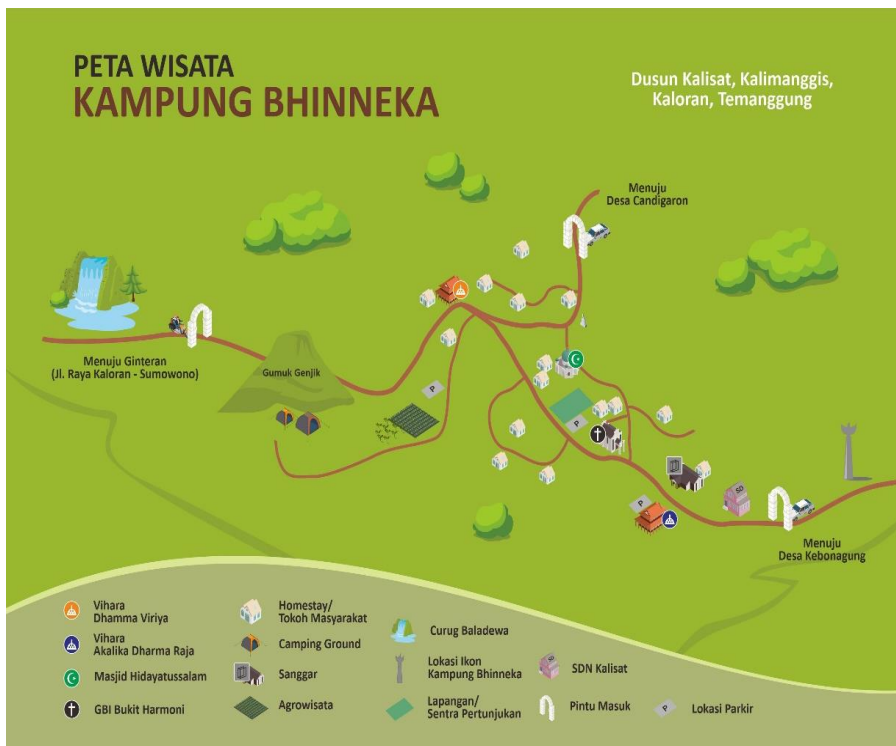 PETA WISATA
KAMPUNG BHINNEKA
Dusun Kalisat, Kalimanggis,
Kaloran, Temanggung
Menuju
Desa Candigaron
Menuju Ginteran
(Jl. Raya Kaloran - Sumowono)
Gumuk Genjik
P
P
P
SD
Menuju
Desa Kebonagung
Vihara
Dhamma Viriya
Vihara
Akalika Dharma Raja
Masjid Hidayatussalam
GBI Bukit Harmoni
Homestay/
Tokoh Masyarakat
Camping Ground
Sanggar
Agrowisata
Curug Baladewa
Lokasi Ikon
Kampung Bhinneka
Lapangan/
Sentra Pertunjukan
SD
SDN Kalisat
Pintu Masuk
P
Lokasi Parkir